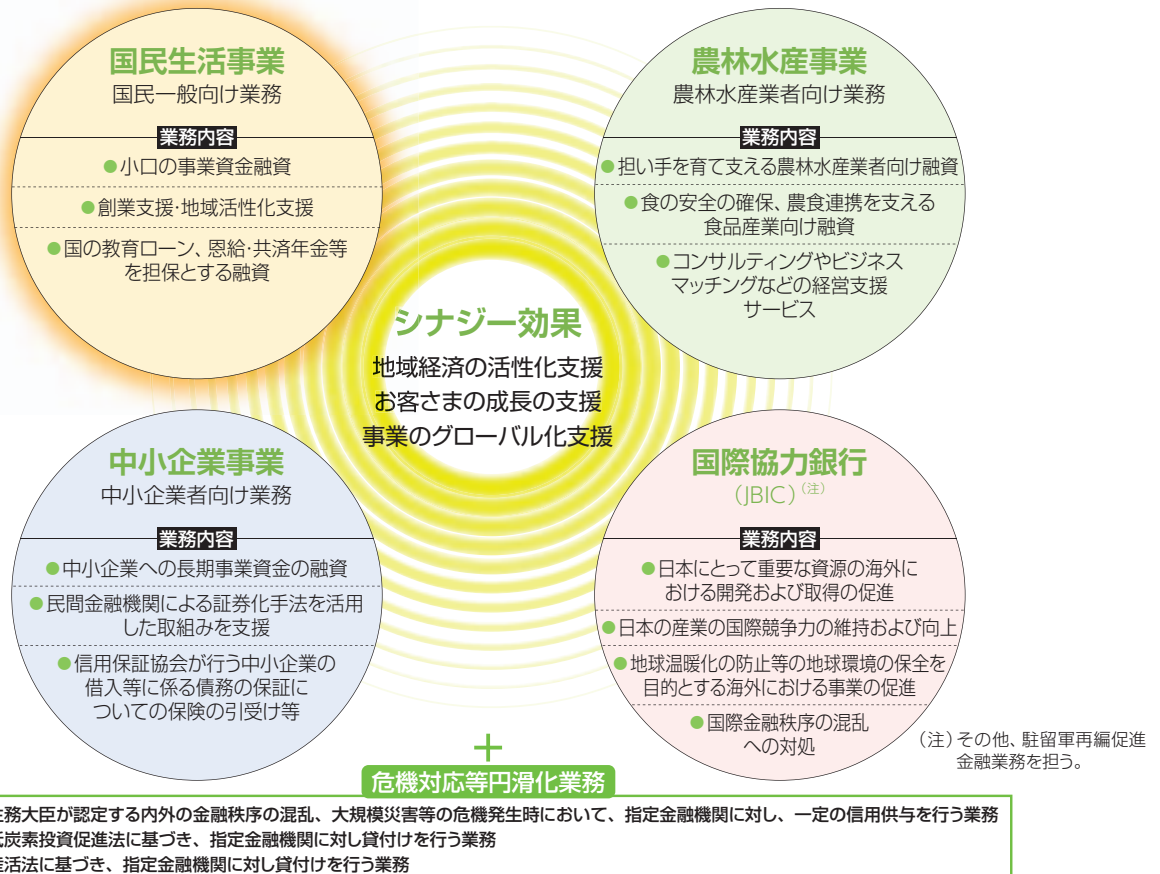 国民生活事業
国民一般向け業務
業務内容
●小口の事業資金融資
●創業支援・地域活性化支援
●国の教育ローン、恩給・共済年金等
を担保とする融資
農林水産事業
農林水産業者向け業務
業務内容
●担い手を育て支える農林水産業者向け融資
●食の安全の確保、農食連携を支える
食品産業向け融資
●コンサルティングやビジネス
マッチングなどの経営支援
サービス
シナジー効果
地域経済の活性化支援
お客さまの成長の支援
事業のグローバル化支援
中小企業事業
中小企業者向け業務
業務内容
●中小企業への長期事業資金の融資
●民間金融機関による証券化手法を活用
した取組みを支援
●信用保証協会が行う中小企業の
借入等に係る債務の保証に
ついての保険の引受け等
国際協力銀行
（JBIC）（注）
業務内容
●日本にとって重要な資源の海外に
おける開発および取得の促進
●日本の産業の国際競争力の維持および向上
●地球温暖化の防止等の地球環境の保全を
目的とする海外における事業の促進
●国際金融秩序の混乱
への対処
（注）その他、駐留軍再編促進
金融業務を担う。
＋
危機対応等円滑化業務
務大臣が認定する内外の金融秩序の混乱、大規模災害等の危機発生時において、指定金融機関に対し、一定の信用供与を行う業務
炭素投資促進法に基づき、指定金融機関に対し貸付けを行う業務
活法に基づき、指定金融機関に対し貸付けを行う業務